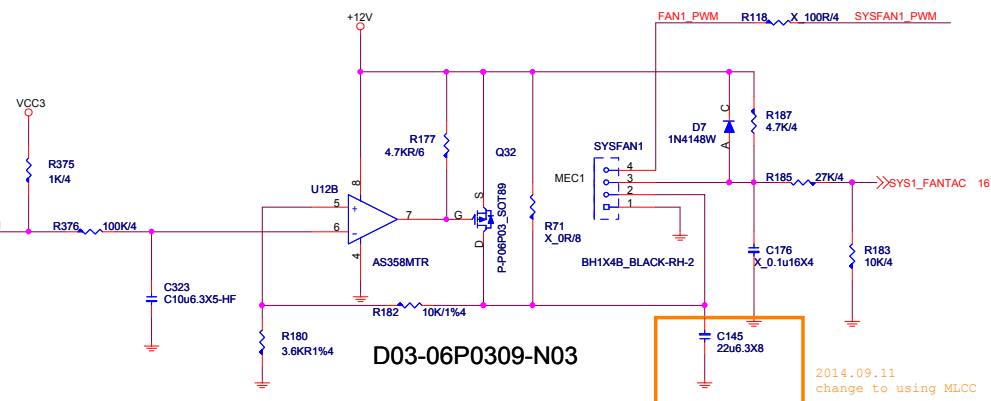 +12V
FAN1_PWM
R118
X_100R/4
SYSFAN1_PWM
VCC3
R375
1K/4
R177
4.7KR/6
Q32
SYSFAN1
MEC1
4
3
2
1
D7
1N4148W
C
A
R187
4.7K/4
R185
27K/4
SYS1_FANTAC 16
U12B
8
5
+
6
-
7
4
AS358MTR
G
S
D
P-P06P03_SOT89
R71
X_0R/8
BH1X4B_BLACK-RH-2
R376
100K/4
C323
C10u6.3X5-HF
C176
X_0.1u16X4
R183
10K/4
R182
10K/1%4
R180
3.6KR1%4
D03-06P0309-N03
C145
22u6.3X8
2014.09.11
change to using MLCC